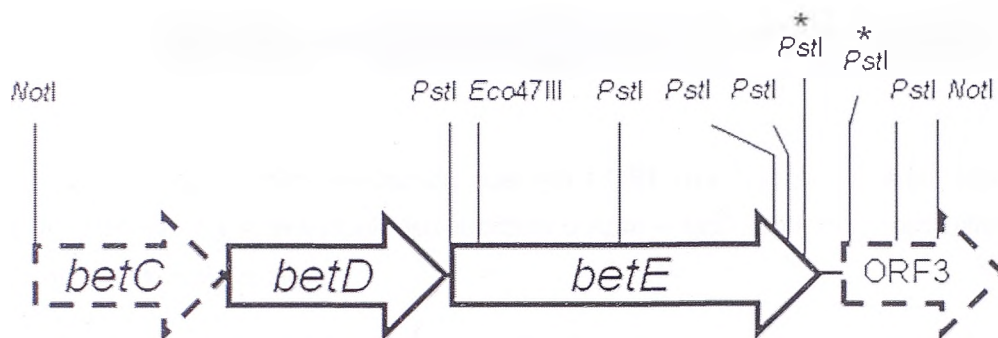 *
PstI
*
PstI
NotI PstI Eco47III PstI PstI PstI PstI NotI
betC betD betE ORF3